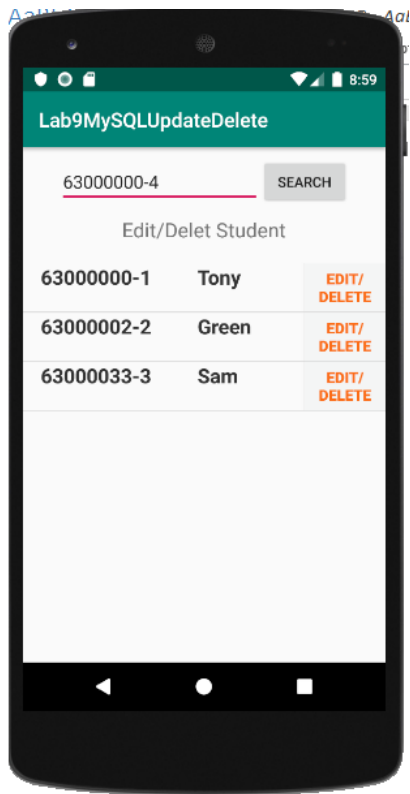 8:59
Lab9MySQLUpdateDelete
63000000-4 SEARCH
Edit/Delet Student
63000000-1 Tony EDIT/
DELETE
63000002-2 Green EDIT/
DELETE
63000033-3 Sam EDIT/
DELETE